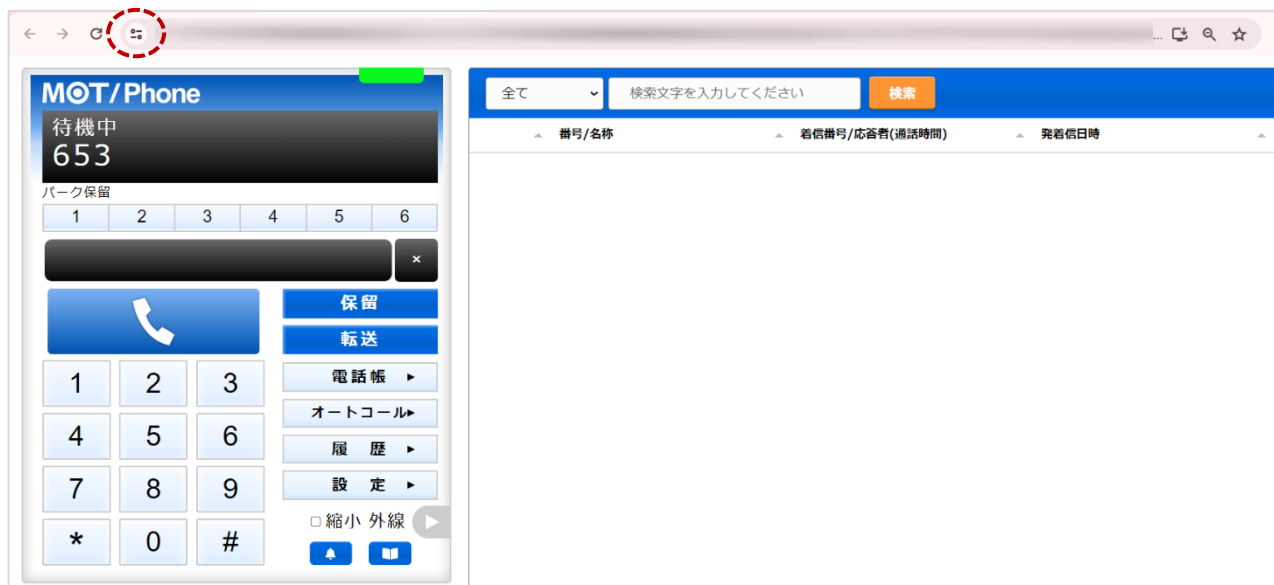 ...
MOT/Phone
待機中
653
パーク保留
1 2 3 4 5 6
×
保留
転送
1 2 3
電話帳 ►
オートコール►
4 5 6
履 歴 ►
7 8 9
設 定 ►
□縮小 外線
* 0 #
全て
検索文字を入力してください
検索
番号/名称
着信番号/応答者(通話時間)
発着信日時